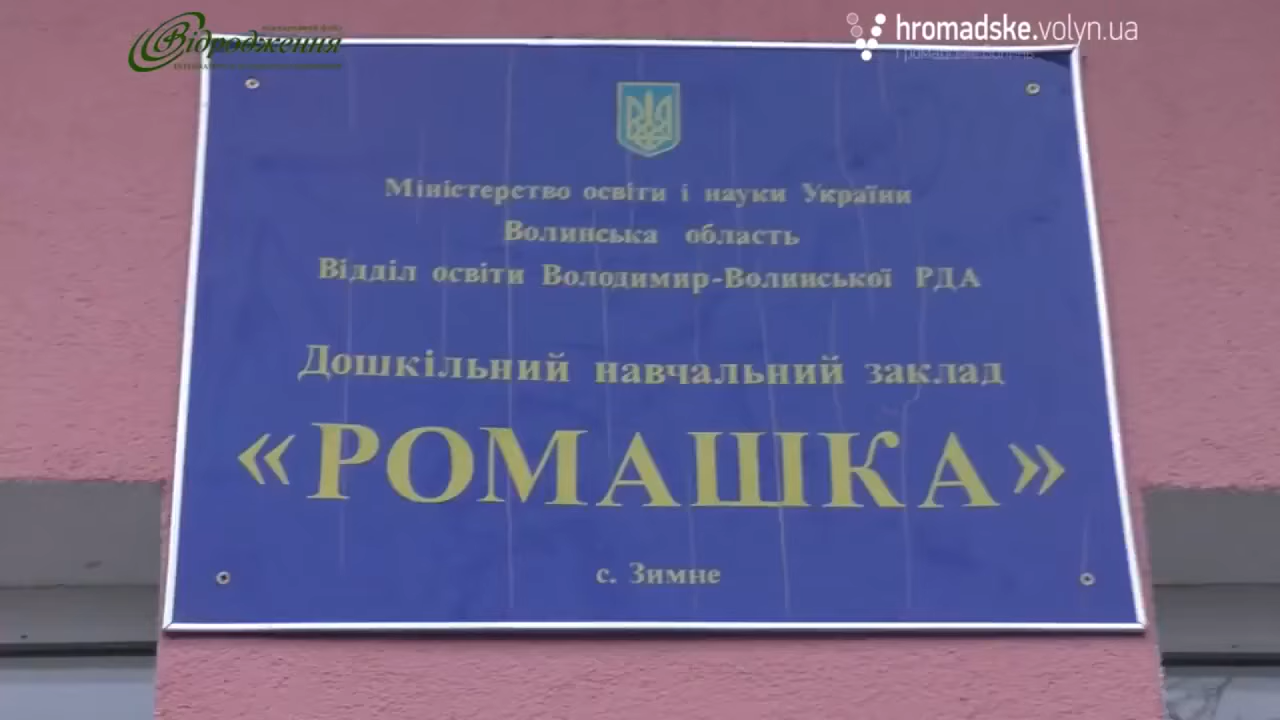 Відродження
hromadske.volyn.ua
Міністерство освіти і науки України
Волинська область
Відділ освіти Володимир-Волинської РДА
Дошкільний навчальний заклад
«РОМАШКА»
с. Зимне